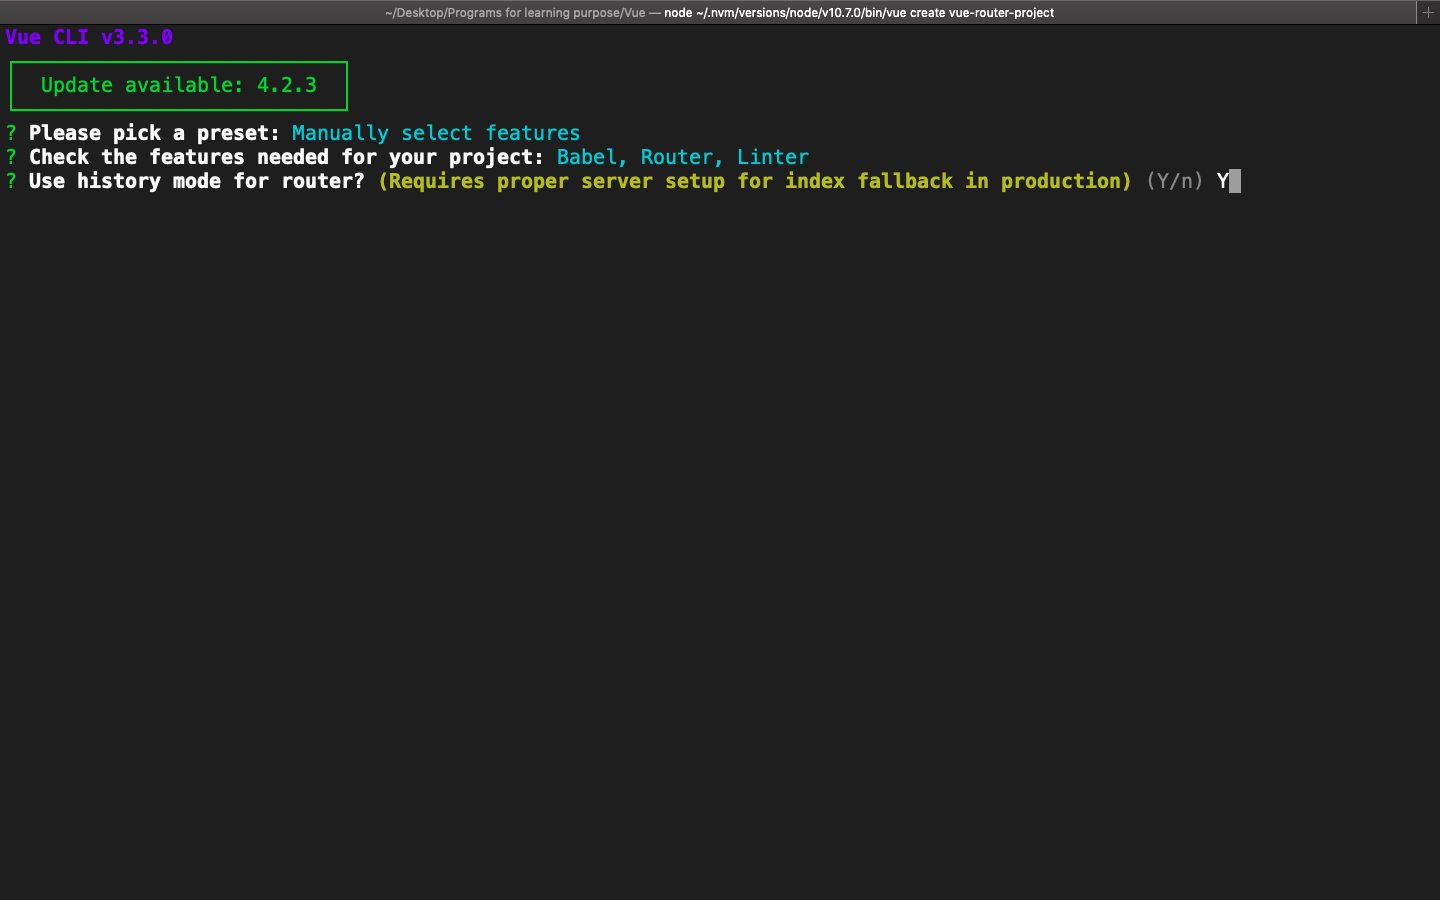 ~/Desktop/Programs for learning purpose/Vue — node ~/.nvm/versions/node/v10.7.0/bin/vue create vue-router-project
Vue CLI v3.3.0
Update available: 4.2.3
? Please pick a preset: Manually select features
? Check the features needed for your project: Babel, Router, Linter
? Use history mode for router? (Requires proper server setup for index fallback in production) (Y/n) Y